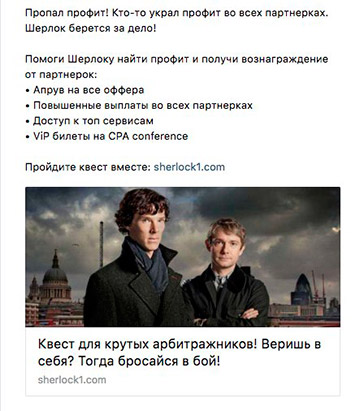 Пропал профит! Кто-то украл профит во всех партнерках.
Шерлок берется за дело!
Помоги Шерлоку найти профит и получи вознаграждение
от партнерок:
• Апрув на все оффера
• Повышенные выплаты во всех партнерках
• Доступ к топ сервисам
• ViP билеты на CPA conference
Пройдите квест вместе: sherlock1.com
Квест для крутых арбитражников! Веришь в
себя? Тогда бросайся в бой!
sherlock1.com